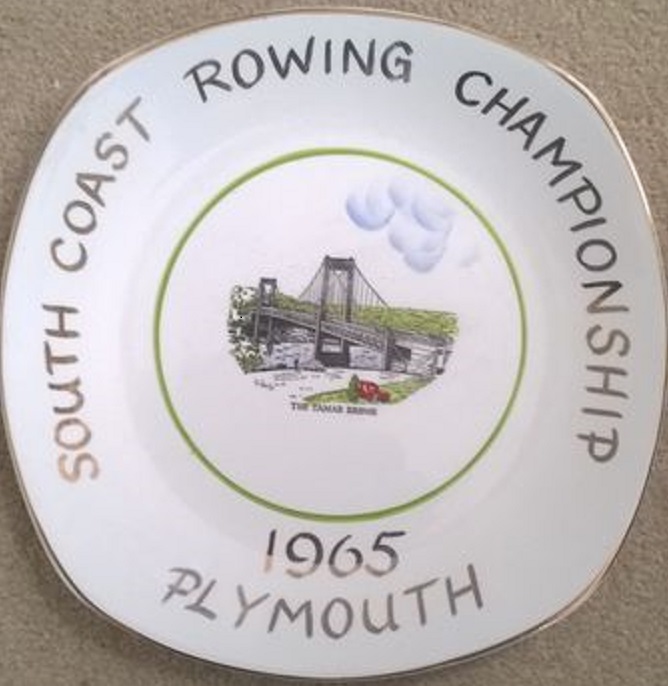 SOUTH COAST ROWING CHAMPIONSHIP
THE TAMAR BRIDGE
1965
PLYMOUTH